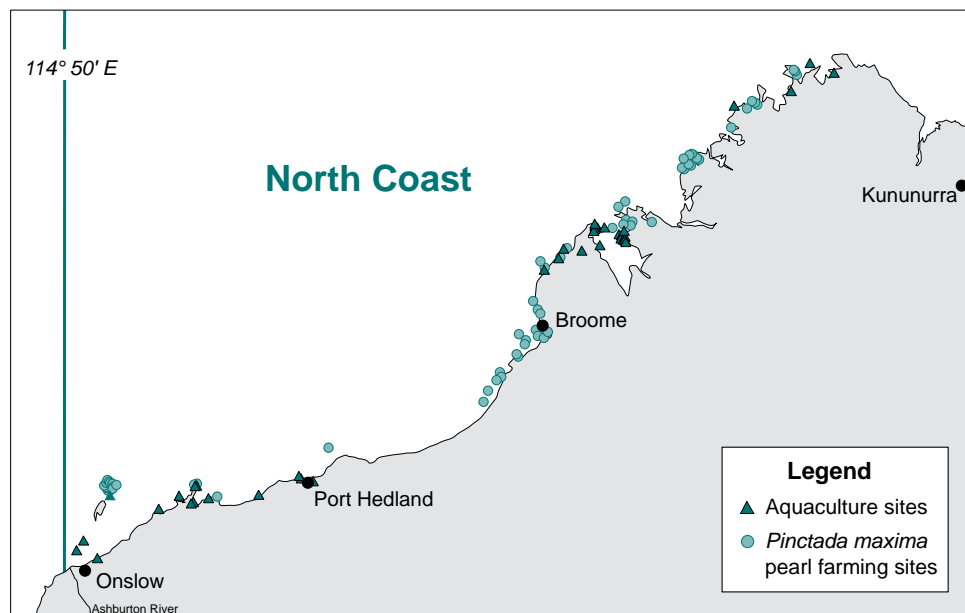 114° 50' E
North Coast
Kununurra
Broome
Port Hedland
Onslow
Ashburton River
Legend
Aquaculture sites
Pinctada maxima
pearl farming sites